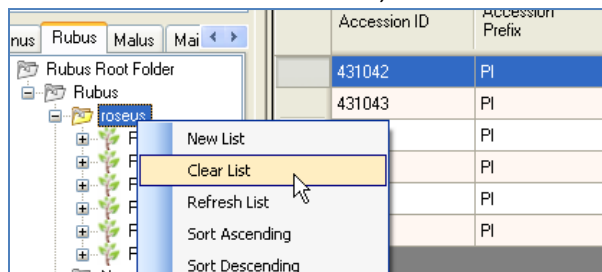 nus Rubus Malus Mai
Rubus Root Folder
Rubus
roseus
F
F
F
F
F
F
New List
Clear List
Refresh List
Sort Ascending
Sort Descending
Accession ID Accession Prefix
431042 PI
431043 PI
PI
PI
PI
PI